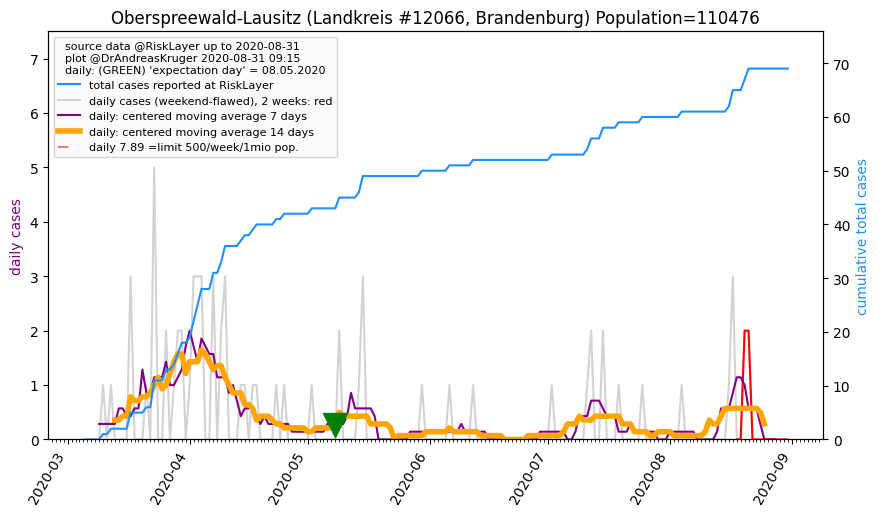 Oberspreewald-Lausitz (Landkreis #12066, Brandenburg) Population=110476
source data @RiskLayer up to 2020-08-31
plot @DrAndreasKruger 2020-08-31 09:15
daily: (GREEN) 'expectation day' = 08.05.2020
total cases reported at RiskLayer
daily cases (weekend-flawed), 2 weeks: red
daily: centered moving average 7 days
daily: centered moving average 14 days
daily 7.89 =limit 500/week/1mio pop.
daily cases
7
6
5
4
3
2
1
0
cumulative total cases
70
60
50
40
30
20
10
0
2020-03
2020-04
2020-05
2020-06
2020-07
2020-08
2020-09